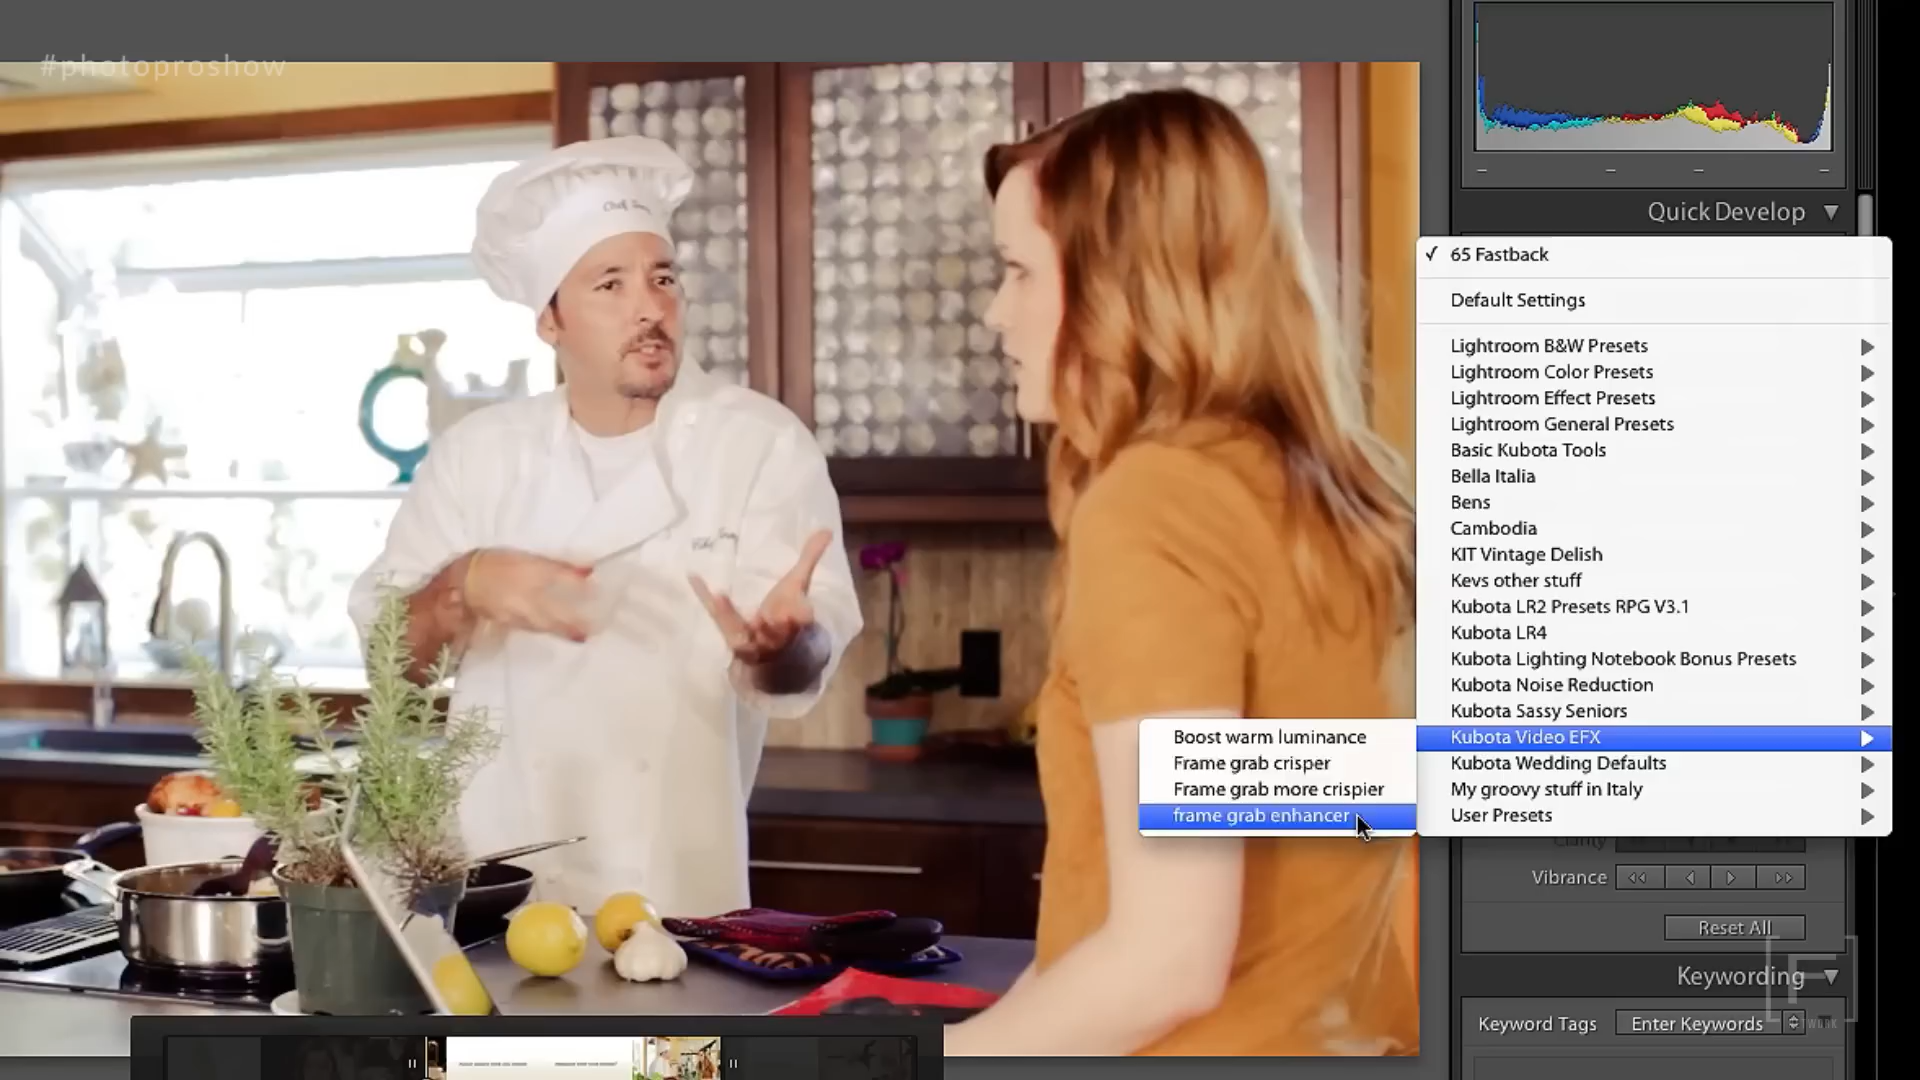 #photoproshow
Quick Develop
65 Fastback
Default Settings
Lightroom B&W Presets
Lightroom Color Presets
Lightroom Effect Presets
Lightroom General Presets
Basic Kubota Tools
Bella Italia
Bens
Cambodia
KIT Vintage Delish
Kevs other stuff
Kubota LR2 Presets RPG V3.1
Kubota LR4
Kubota Lighting Notebook Bonus Presets
Kubota Noise Reduction
Kubota Sassy Seniors
Kubota Video EFX
Kubota Wedding Defaults
My groovy stuff in Italy
User Presets
Boost warm luminance
Frame grab crisper
Frame grab more crispier
frame grab enhancer
Clarity
Vibrance
Reset All
Keywording
Keyword Tags Enter Keywords